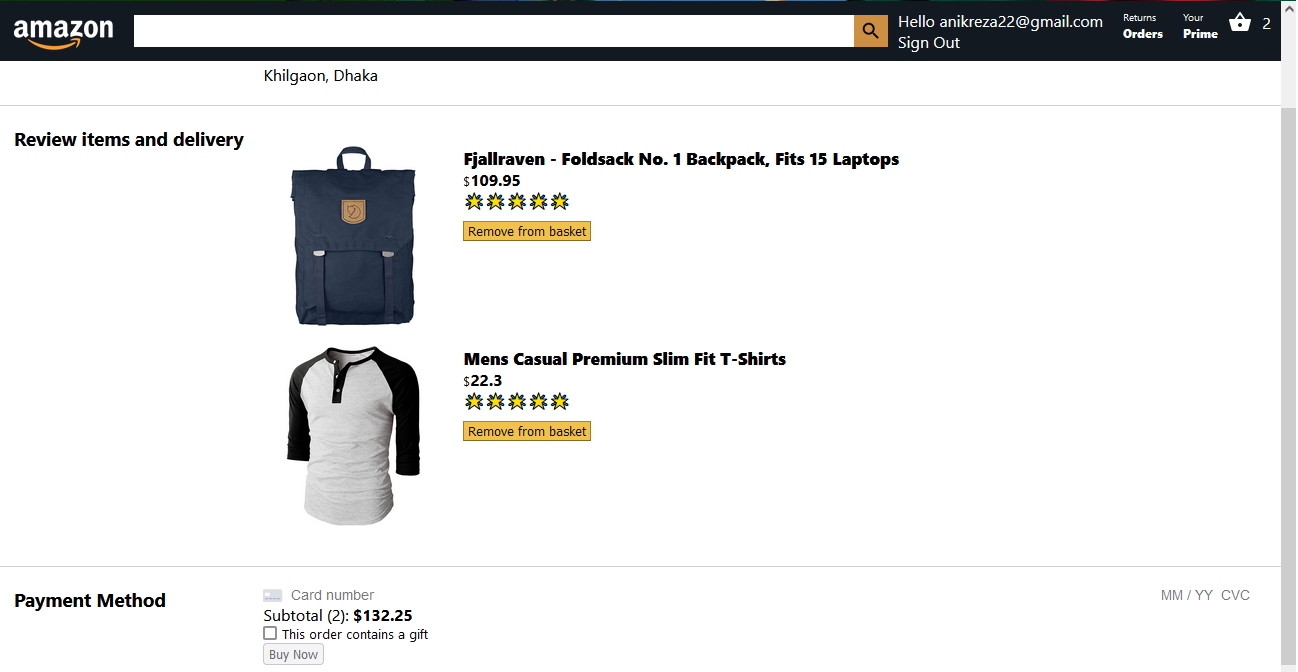 amazon
Hello anikreza22@gmail.com
Sign Out
Returns
Orders
Your
Prime
2
Khilgaon, Dhaka
Review items and delivery
Fjallraven - Foldsack No. 1 Backpack, Fits 15 Laptops
$109.95
Remove from basket
Mens Casual Premium Slim Fit T-Shirts
$22.3
Remove from basket
Payment Method
Card number
MM / YY CVC
Subtotal (2): $132.25
This order contains a gift
Buy Now